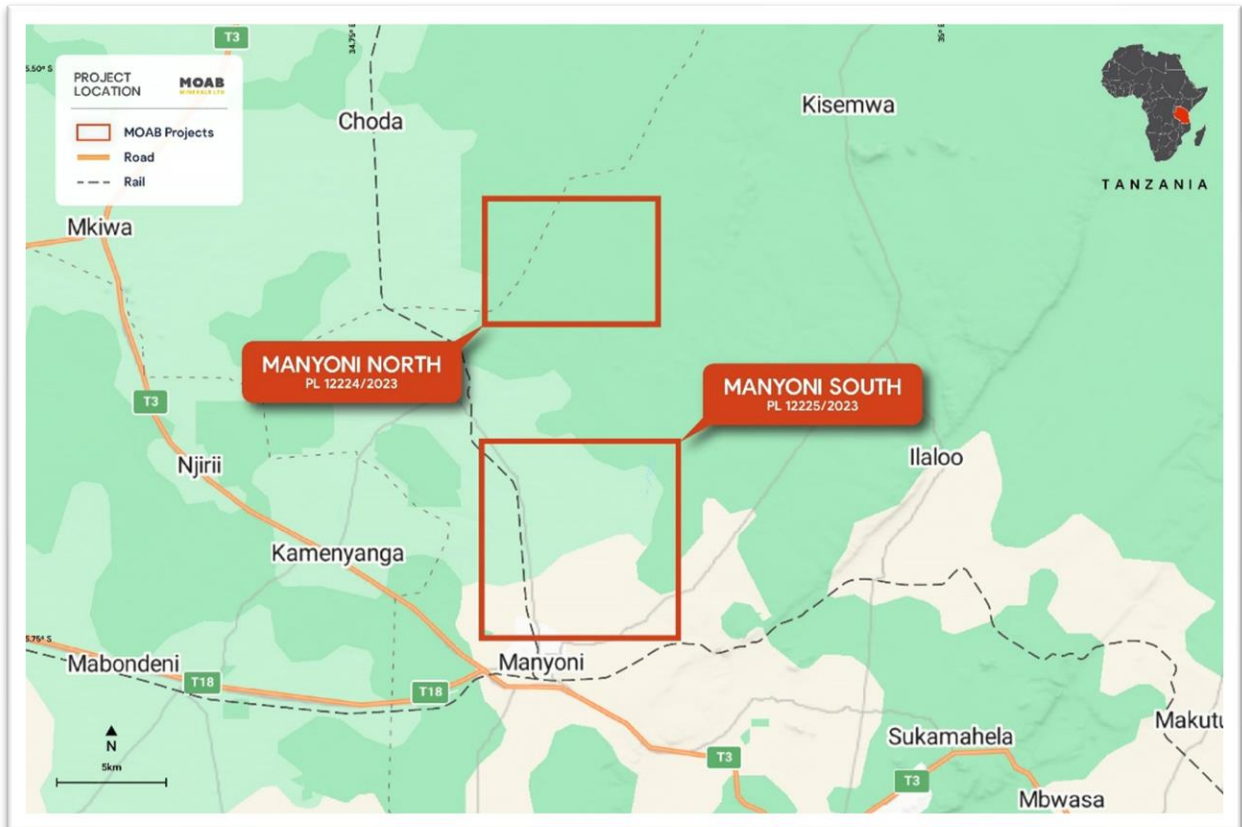 T3
34.75° E
35° E
5.50° S
PROJECT
LOCATION
MOAB
MINERALS LTD
MOAB Projects
Road
Rail
Choda
Kisemwa
TANZANIA
Mkiwa
MANYONI NORTH
PL 12224/2023
MANYONI SOUTH
PL 12225/2023
T3
Njirii
Ilaloo
Kamenyanga
5.75° S
Mabondeni
Manyoni
T18
T18
Makutu
N
5km
Sukamahela
T3
T3
Mbwasa